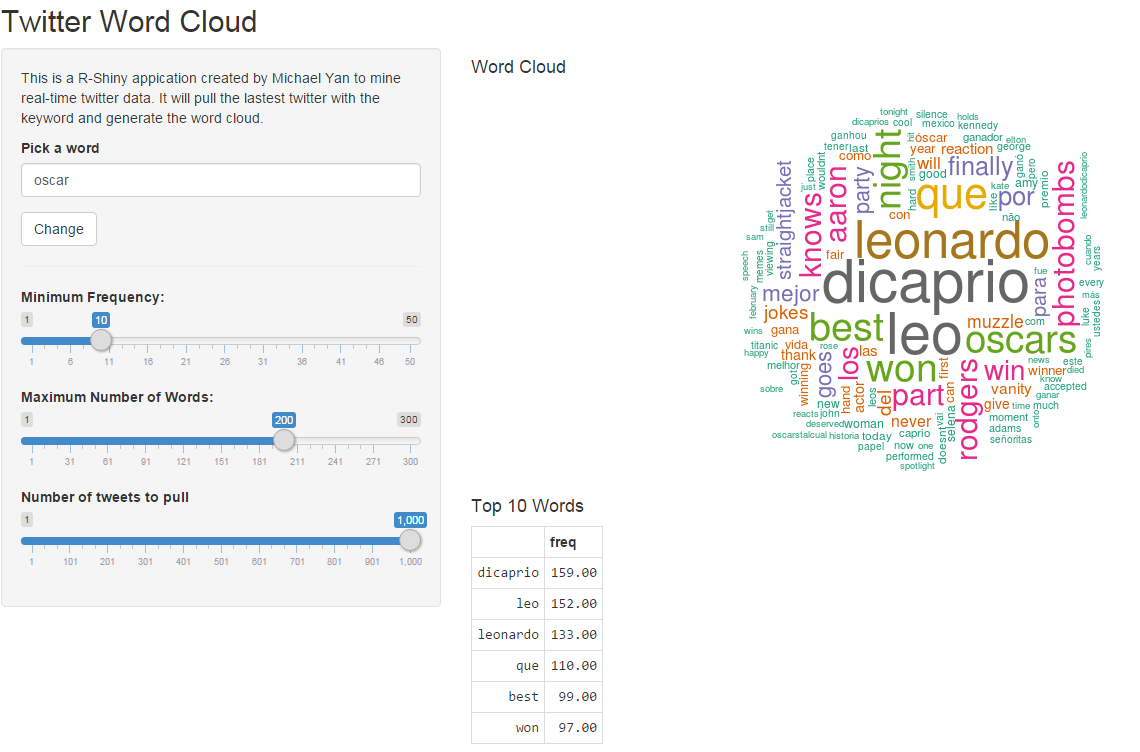 Twitter Word Cloud
This is a R-Shiny appication created by Michael Yan to mine
real-time twitter data. It will pull the lastest twitter with the
keyword and generate the word cloud.
Pick a word
oscar
Change
Minimum Frequency:
1 10 50
1 6 11 16 21 26 31 36 41 46 50
Maximum Number of Words:
1 200 300
1 31 61 91 121 151 181 211 241 271 300
Number of tweets to pull
1 1,000
1 101 201 301 401 501 601 701 801 901 1,000
Word Cloud
tonight silence holds
dicaprios cool mexico kennedy
ganhou night hit óscar ganador elton
tener last year reaction george
como will finally ganó pero
place wouldnt party smith good kate amy premio leonardodicaprio
just aaron hard que like por photobombs
straightjacket knows con não
still get leonardo
sam fair cuando years
speech memes viewing dicaprio fue para every
february mejor más
jokes best leo muzzle com luke ustedes
wins gana oscars
titanic vida rose pires
happy thank los las won first news este
melhor goes win winner died
got rodgers know
sobre winning hand actor leos del part can vanity accepted
new ganar
reacts john give time much
deserved woman never selena moment onto
oscarstalcual historia today caprio vai adams
papel now one doesnt señoritas
performed
spotlight
Top 10 Words
freq
dicaprio 159.00
leo 152.00
leonardo 133.00
que 110.00
best 99.00
won 97.00